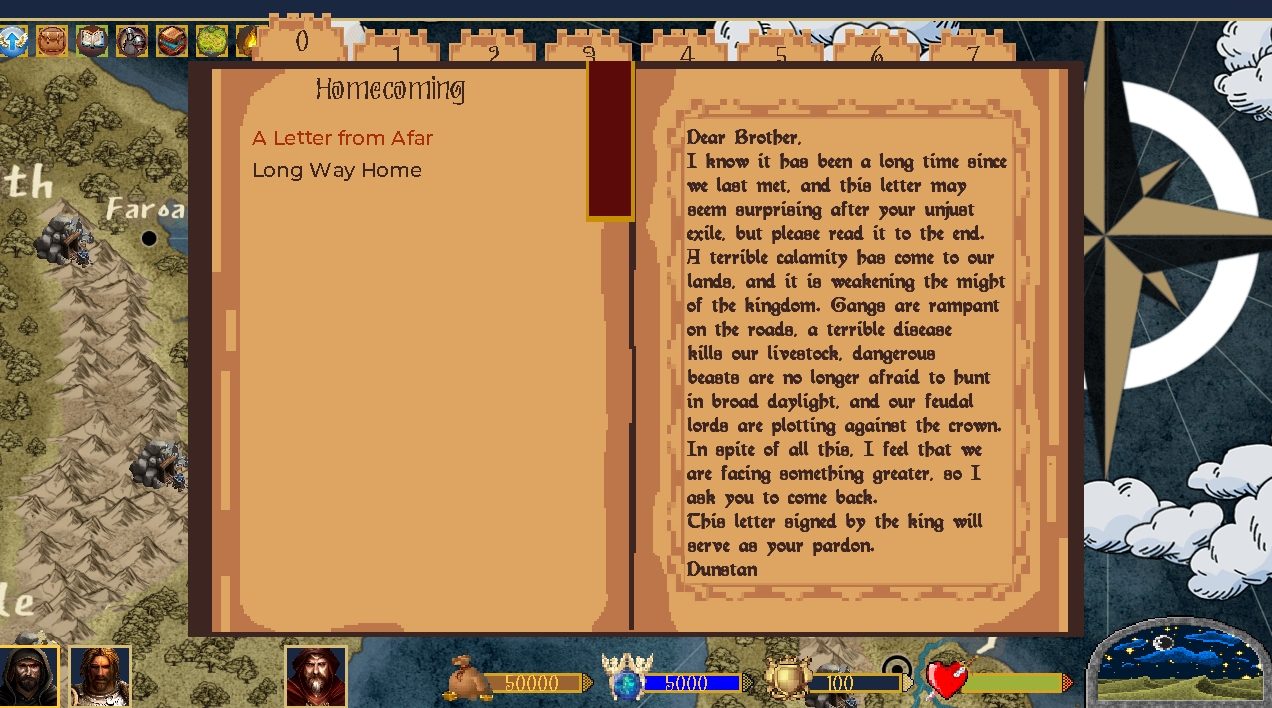 0
1
2
3
4
5
6
7
Homecoming
A Letter from Afar
Long Way Home
Dear Brother,
I know it has been a long time since
we last met, and this letter may
seem surprising after your unjust
exile, but please read it to the end.
A terrible calamity has come to our
lands, and it is weakening the might
of the kingdom. Gangs are rampant
on the roads, a terrible disease
kills our livestock, dangerous
beasts are no longer afraid to hunt
in broad daylight, and our feudal
lords are plotting against the crown.
In spite of all this, I feel that we
are facing something greater, so I
ask you to come back.
This letter signed by the king will
serve as your pardon.
Dunstan
th
Faroa
le
50000
5000
100